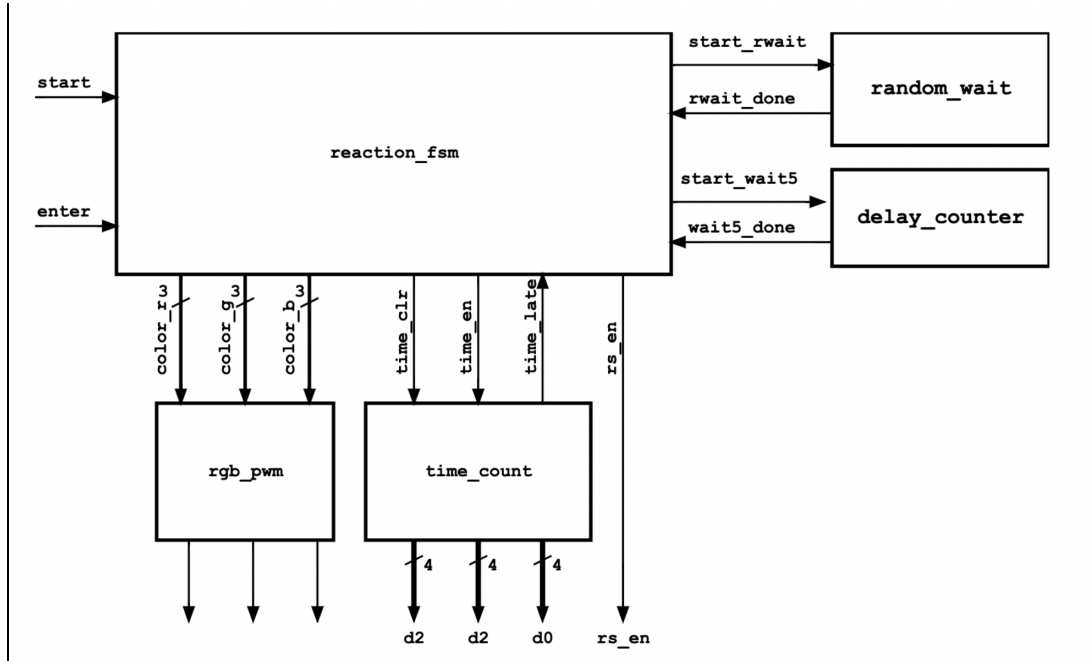 start_rwait
start
random_wait
rwait_done
reaction_fsm
start_wait5
enter
delay_counter
wait5_done
color_r
3
color_g
3
color_b
3
time_clr
time_en
time_late
rs_en
rgb_pwm
time_count
4
4
4
d2
d2
d0
rs_en